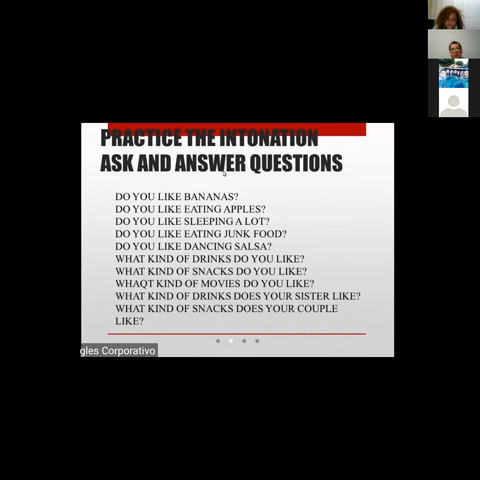 PRACTICE THE INTONATION
ASK AND ANSWER QUESTIONS
DO YOU LIKE BANANAS?
DO YOU LIKE EATING APPLES?
DO YOU LIKE SLEEPING A LOT?
DO YOU LIKE EATING JUNK FOOD?
DO YOU LIKE DANCING SALSA?
WHAT KIND OF DRINKS DO YOU LIKE?
WHAT KIND OF SNACKS DO YOU LIKE?
WHAQT KIND OF MOVIES DO YOU LIKE?
WHAT KIND OF DRINKS DOES YOUR SISTER LIKE?
WHAT KIND OF SNACKS DOES YOUR COUPLE
LIKE?
gles Corporativo